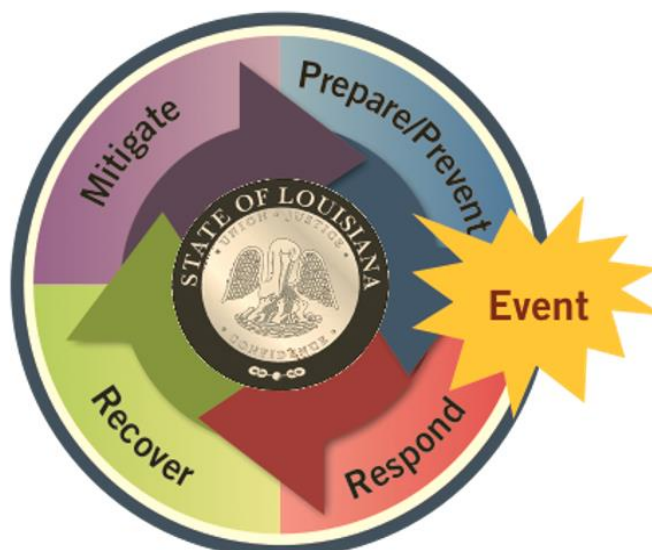 Mitigate
Prepare/Prevent
Event
Respond
Recover
STATE OF LOUISIANA
UNION · JUSTICE
· CONFIDENCE ·